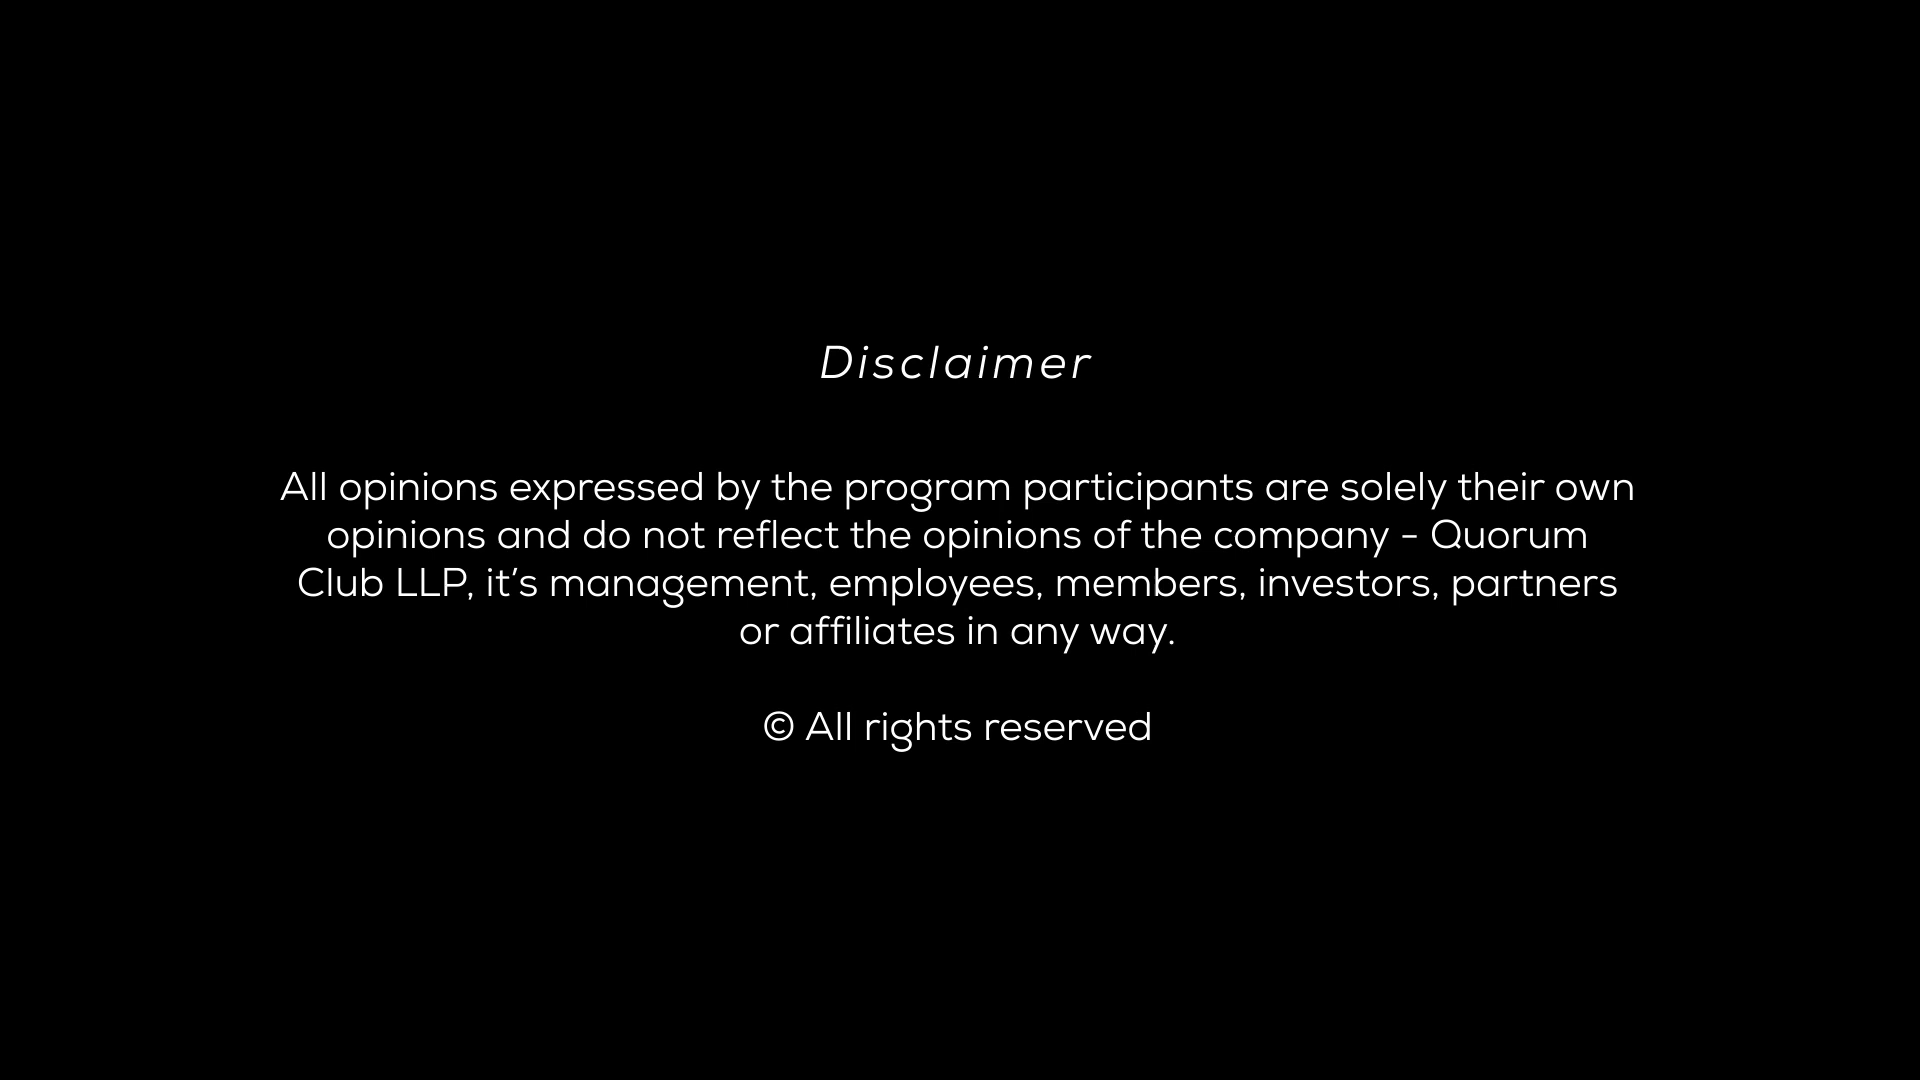 Disclaimer
All opinions expressed by the program participants are solely their own
opinions and do not reflect the opinions of the company - Quorum
Club LLP, it’s management, employees, members, investors, partners
or affiliates in any way.
© All rights reserved